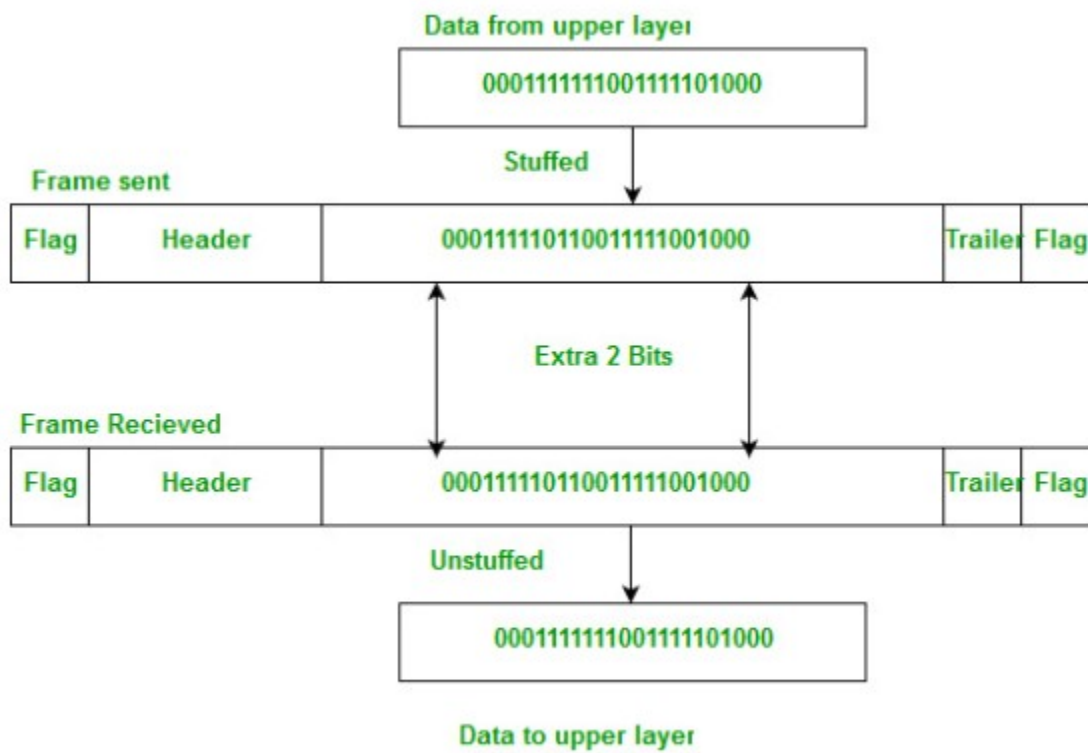 Data from upper layer
0001111111001111101000
Stuffed
Frame sent
Flag Header 000111110110011111001000 Trailer Flag
Extra 2 Bits
Frame Recieved
Flag Header 000111110110011111001000 Trailer Flag
Unstuffed
0001111111001111101000
Data to upper layer